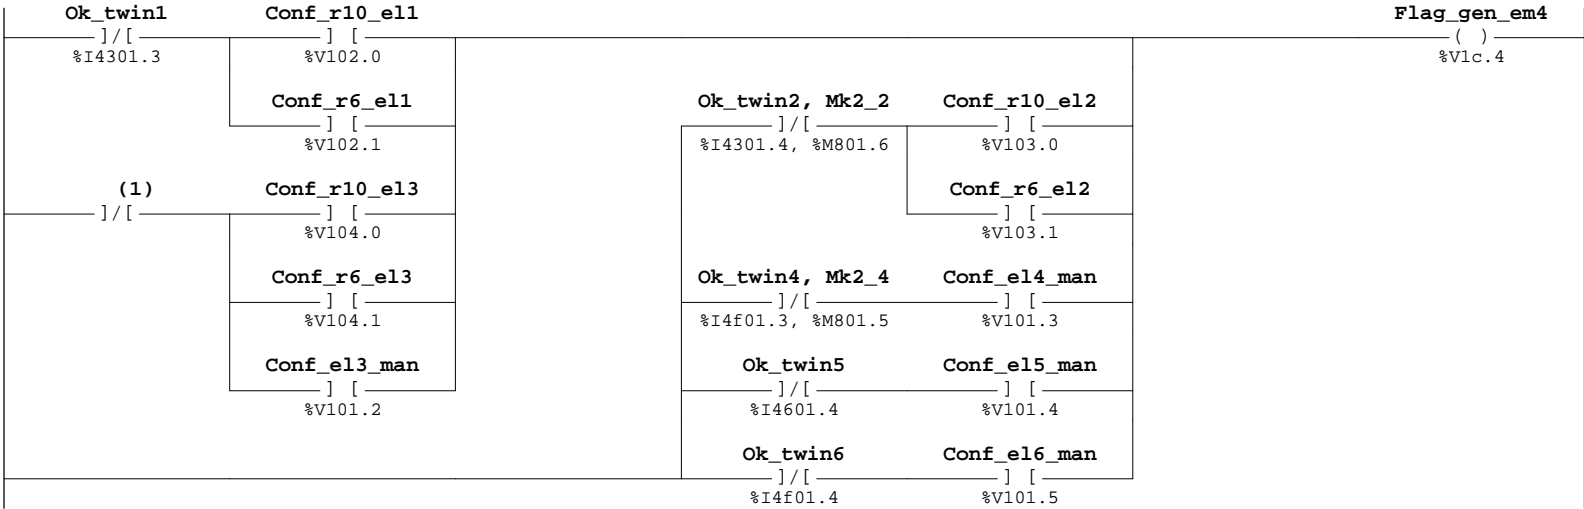 Ok_twin1 Conf_r10_el1 Flag_gen_em4
]/[ ] [ ( )
%I4301.3 %V102.0 %V1c.4
Conf_r6_el1 Ok_twin2, Mk2_2 Conf_r10_el2
] [ ]/[ ] [
%V102.1 %I4301.4, %M801.6 %V103.0
(1) Conf_r10_el3 Conf_r6_el2
]/[ ] [ ] [
%V104.0 %V103.1
Conf_r6_el3 Ok_twin4, Mk2_4 Conf_el4_man
] [ ]/[ ] [
%V104.1 %I4f01.3, %M801.5 %V101.3
Conf_el3_man Ok_twin5 Conf_el5_man
] [ ]/[ ] [
%V101.2 %I4601.4 %V101.4
Ok_twin6 Conf_el6_man
]/[ ] [
%I4f01.4 %V101.5